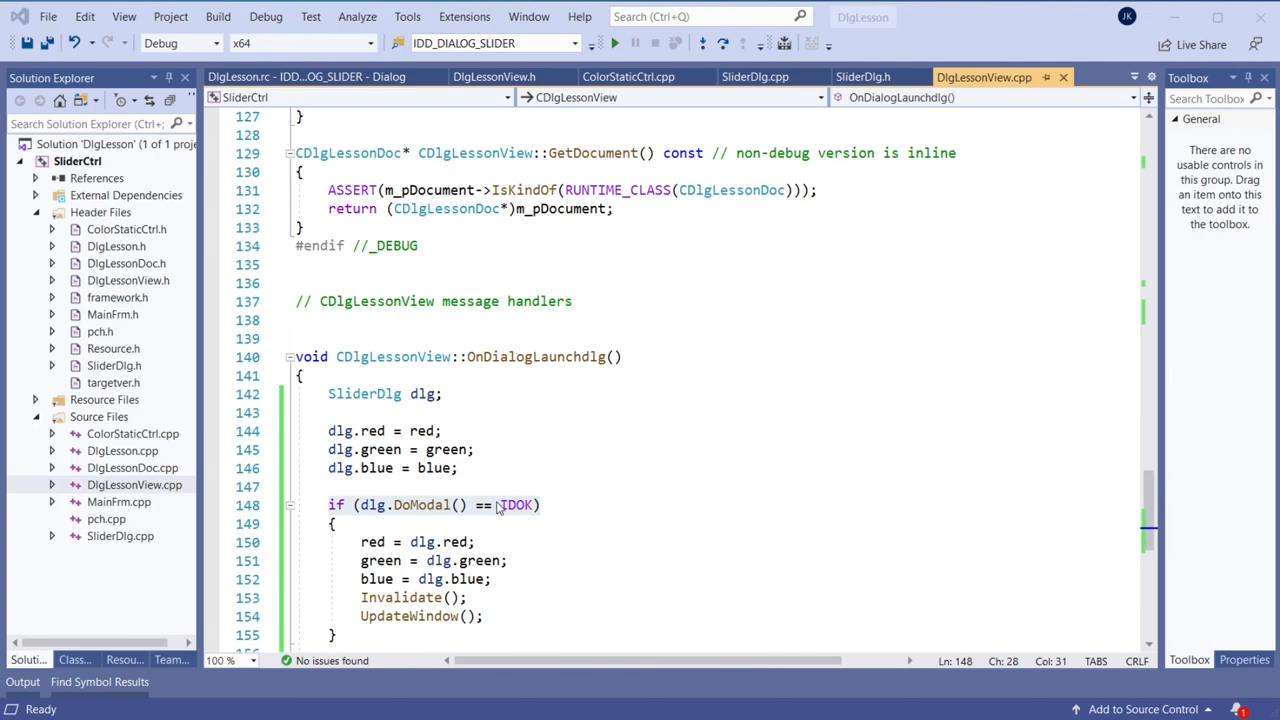 File Edit View Project Build Debug Test Analyze Tools Extensions Window Help Search (Ctrl+Q) DlgLesson JK
Debug x64 IDD_DIALOG_SLIDER Live Share
Solution Explorer
Search Solution Explorer (Ctrl+;
Solution 'DlgLesson' (1 of 1 proje
SliderCtrl
References
External Dependencies
Header Files
ColorStaticCtrl.h
DlgLesson.h
DlgLessonDoc.h
DlgLessonView.h
framework.h
MainFrm.h
pch.h
Resource.h
SliderDlg.h
targetver.h
Resource Files
Source Files
ColorStaticCtrl.cpp
DlgLesson.cpp
DlgLessonDoc.cpp
DlgLessonView.cpp
MainFrm.cpp
pch.cpp
SliderDlg.cpp
Soluti... Class... Resou... Team...
DlgLesson.rc - IDD...OG_SLIDER - Dialog DlgLessonView.h ColorStaticCtrl.cpp SliderDlg.cpp SliderDlg.h DlgLessonView.cpp
SliderCtrl CDlgLessonView OnDialogLaunchdlg()
127 }
128
129 CDlgLessonDoc* CDlgLessonView::GetDocument() const // non-debug version is inline
130 {
131 ASSERT(m_pDocument->IsKindOf(RUNTIME_CLASS(CDlgLessonDoc)));
132 return (CDlgLessonDoc*)m_pDocument;
133 }
134 #endif //_DEBUG
135
136
137 // CDlgLessonView message handlers
138
139
140 void CDlgLessonView::OnDialogLaunchdlg()
141 {
142 SliderDlg dlg;
143
144 dlg.red = red;
145 dlg.green = green;
146 dlg.blue = blue;
147
148 if (dlg.DoModal() == IDOK)
149 {
150 red = dlg.red;
151 green = dlg.green;
152 blue = dlg.blue;
153 Invalidate();
154 UpdateWindow();
155 }
100 % No issues found Ln: 148 Ch: 28 Col: 31 TABS CRLF
Toolbox
Search Toolbox
General
There are no
usable controls in
this group. Drag
an item onto this
text to add it to
the toolbox.
Toolbox Properties
Output Find Symbol Results
Ready Add to Source Control 1